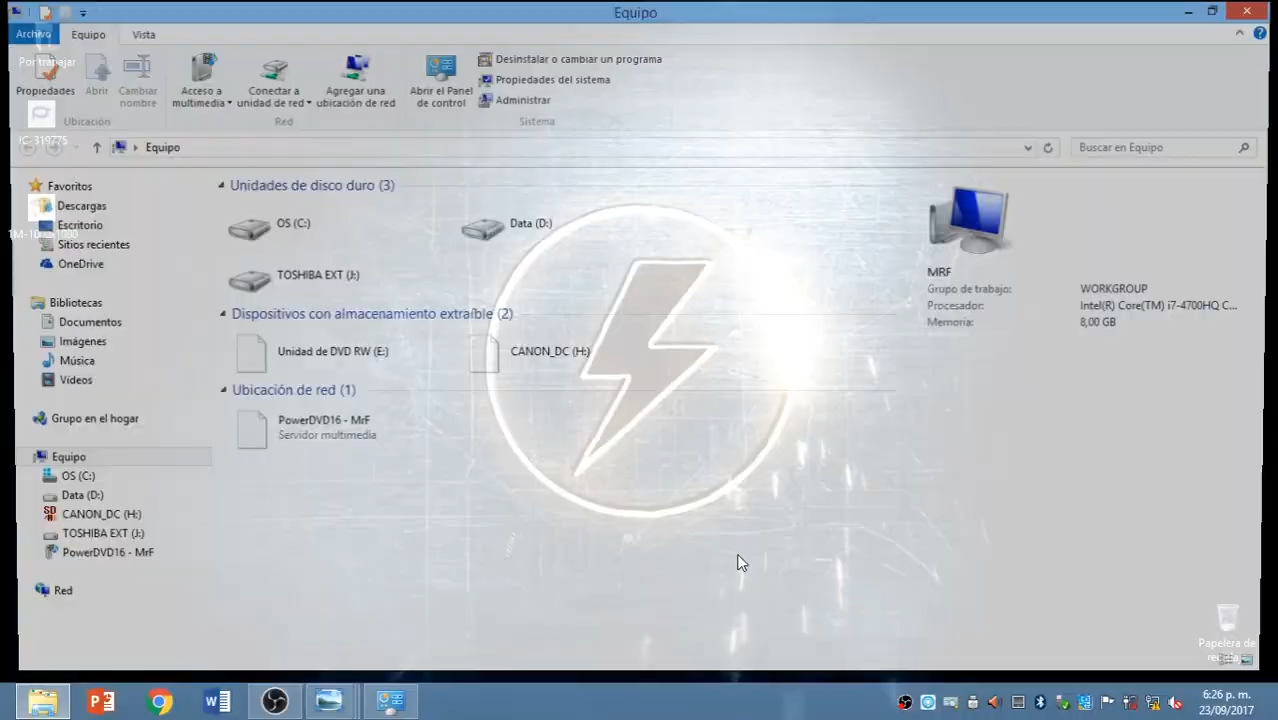 Equipo
Archivo
Equipo
Vista
Por trabajar
Propiedades
Abrir
Cambiar nombre
Ubicación
Acceso a multimedia
Conectar a unidad de red
Agregar una ubicación de red
Red
Abrir el Panel de control
Desinstalar o cambiar un programa
Propiedades del sistema
Administrar
Sistema
Equipo
Buscar en Equipo
Favoritos
Descargas
Escritorio
Sitios recientes
OneDrive
Bibliotecas
Documentos
Imágenes
Música
Vídeos
Grupo en el hogar
Equipo
OS (C:)
Data (D:)
CANON_DC (H:)
TOSHIBA EXT (J:)
PowerDVD16 - MrF
Red
Unidades de disco duro (3)
OS (C:)
Data (D:)
TOSHIBA EXT (J:)
Dispositivos con almacenamiento extraíble (2)
Unidad de DVD RW (E:)
CANON_DC (H:)
Ubicación de red (1)
PowerDVD16 - MrF
Servidor multimedia
MRF
Grupo de trabajo: WORKGROUP
Procesador: Intel(R) Core(TM) i7-4700HQ C...
Memoria: 8,00 GB
Papelera de
6:26 p. m.
23/09/2017